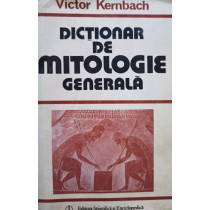 Victor Kernbach
DICTIONAR
DE
MITOLOGIE
GENERALĂ
Editura Științifică și Enciclopedică